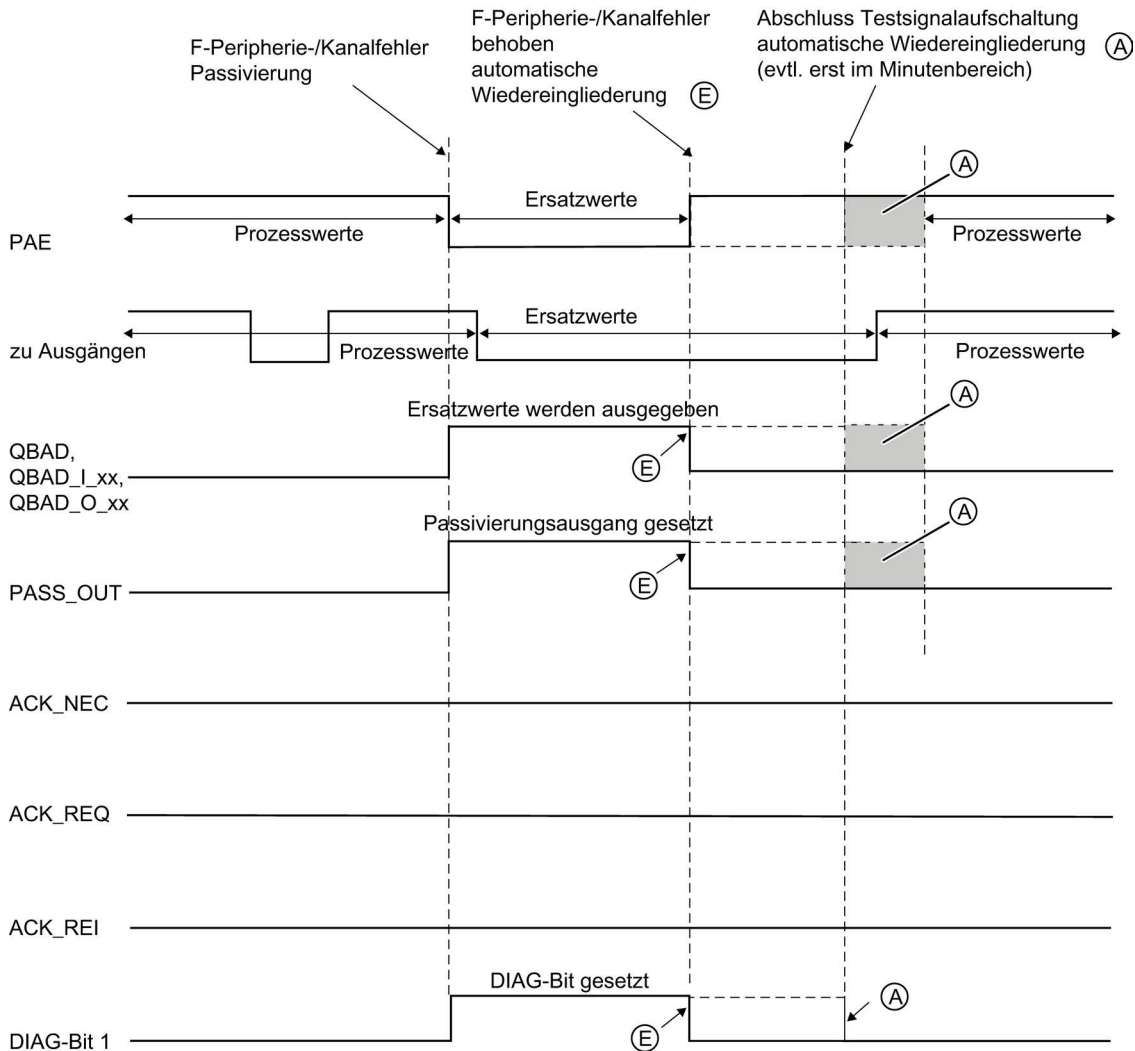 F-Peripherie-/Kanalfehler
Passivierung
F-Peripherie-/Kanalfehler
behoben
automatische
Wiedereingliederung E
Abschluss Testsignalaufschaltung
automatische Wiedereingliederung A
(evtl. erst im Minutenbereich)
A
Ersatzwerte
Prozesswerte
Prozesswerte
PAE
Ersatzwerte
zu Ausgängen
Prozesswerte
Prozesswerte
Ersatzwerte werden ausgegeben
A
QBAD,
QBAD_I_xx,
QBAD_O_xx
E
Passivierungsausgang gesetzt
A
PASS_OUT
E
ACK_NEC
ACK_REQ
ACK_REI
DIAG-Bit gesetzt
A
DIAG-Bit 1
E